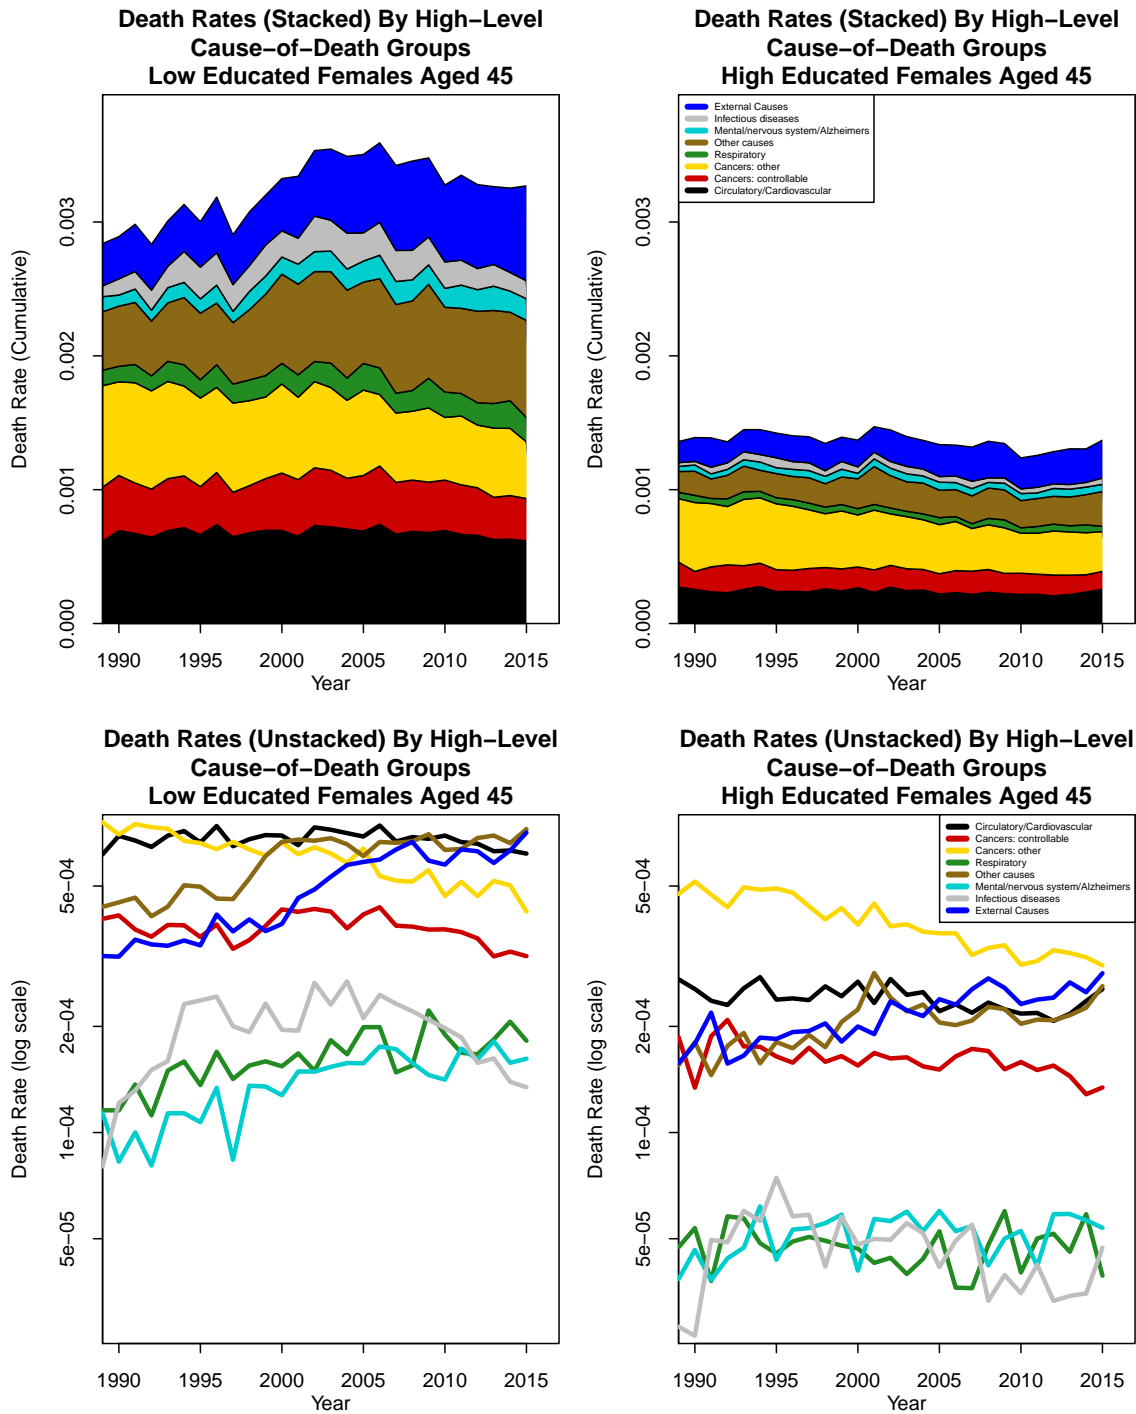 Death Rates (Stacked) By High−Level
Cause−of−Death Groups
Low Educated Females Aged 45
Death Rate (Cumulative)
0.003
0.002
0.001
0.000
1990 1995 2000 2005 2010 2015
Year
Death Rates (Stacked) By High−Level
Cause−of−Death Groups
High Educated Females Aged 45
External Causes
Infectious diseases
Mental/nervous system/Alzheimers
Other causes
Respiratory
Cancers: other
Cancers: controllable
Circulatory/Cardiovascular
Death Rate (Cumulative)
0.003
0.002
0.001
0.000
1990 1995 2000 2005 2010 2015
Year
Death Rates (Unstacked) By High−Level
Cause−of−Death Groups
Low Educated Females Aged 45
Death Rate (log scale)
5e−04
2e−04
1e−04
5e−05
1990 1995 2000 2005 2010 2015
Year
Death Rates (Unstacked) By High−Level
Cause−of−Death Groups
High Educated Females Aged 45
Circulatory/Cardiovascular
Cancers: controllable
Cancers: other
Respiratory
Other causes
Mental/nervous system/Alzheimers
Infectious diseases
External Causes
Death Rate (log scale)
5e−04
2e−04
1e−04
5e−05
1990 1995 2000 2005 2010 2015
Year